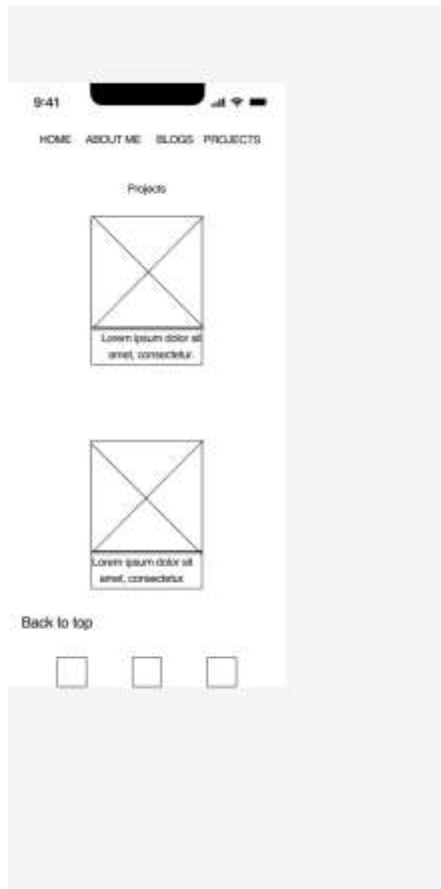 9:41
HOME ABOUT ME BLOGS PROJECTS
Projects
Lorem ipsum dolor sit
amet, consectetur.
Lorem ipsum dolor sit
amet, consectetur.
Back to top